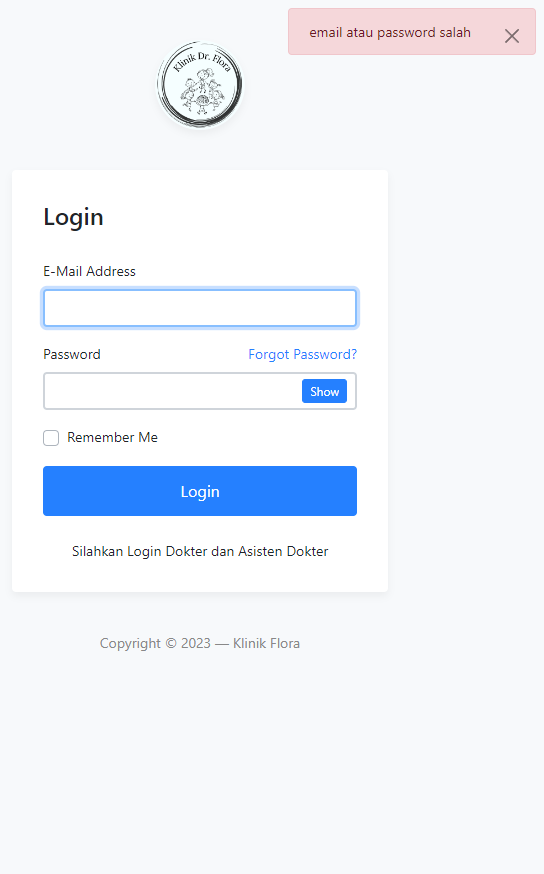 email atau password salah
Klinik Dr. Flora
Login
E-Mail Address
Password
Forgot Password?
Show
Remember Me
Login
Silahkan Login Dokter dan Asisten Dokter
Copyright © 2023 — Klinik Flora